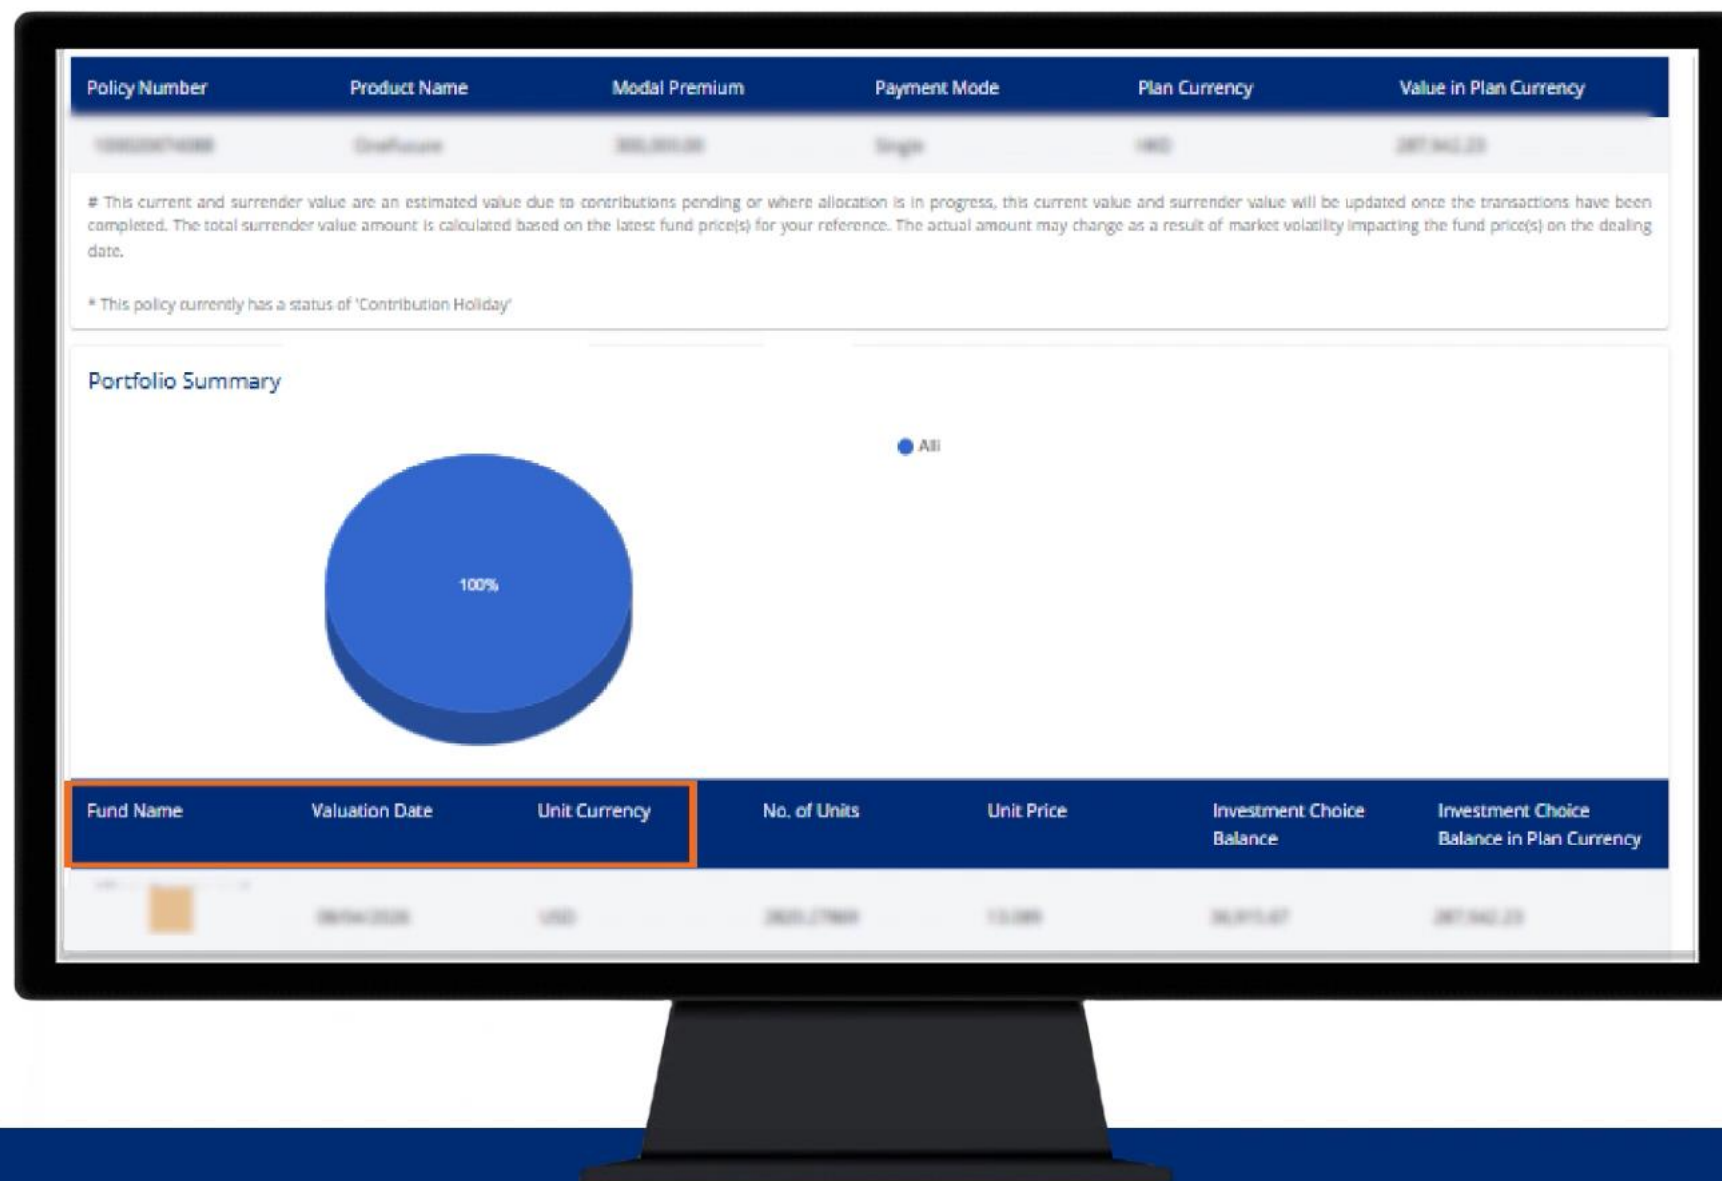 Policy Number Product Name Modal Premium Payment Mode Plan Currency Value in Plan Currency
# This current and surrender value are an estimated value due to contributions pending or where allocation is in progress, this current value and surrender value will be updated once the transactions have been
completed. The total surrender value amount is calculated based on the latest fund price(s) for your reference. The actual amount may change as a result of market volatility impacting the fund price(s) on the dealing
date.
* This policy currently has a status of 'Contribution Holiday'
Portfolio Summary
All
100%
Fund Name Valuation Date Unit Currency No. of Units Unit Price Investment Choice Investment Choice
Balance Balance in Plan Currency